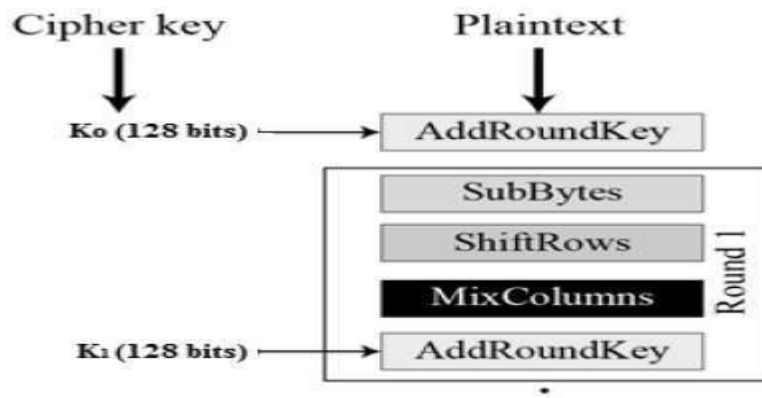 Cipher key
Plaintext
K0 (128 bits)
AddRoundKey
SubBytes
ShiftRows
MixColumns
Round 1
K1 (128 bits)
AddRoundKey